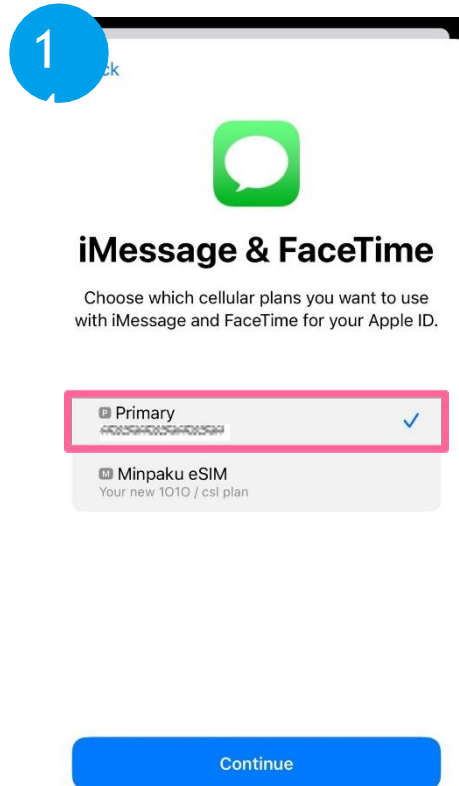 1
ck
iMessage & FaceTime
Choose which cellular plans you want to use
with iMessage and FaceTime for your Apple ID.
P Primary
M Minpaku eSIM
Your new 1O1O / csl plan
Continue